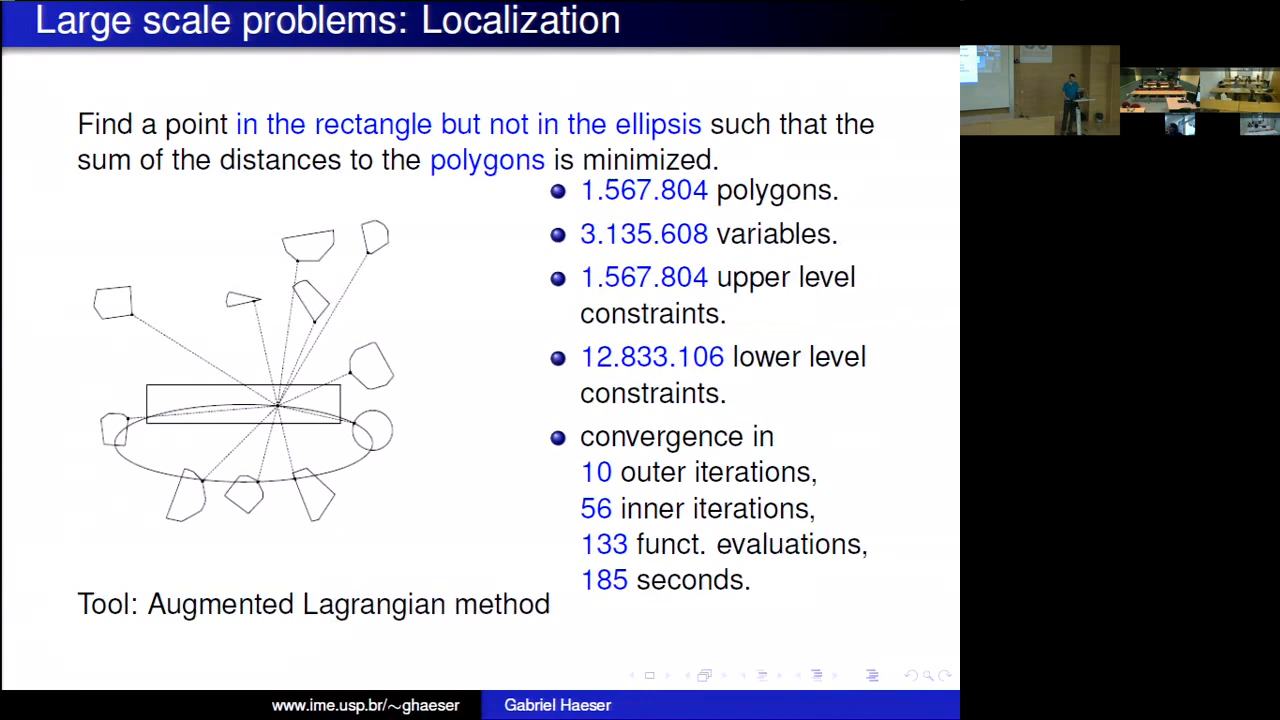 Large scale problems: Localization
Find a point in the rectangle but not in the ellipsis such that the
sum of the distances to the polygons is minimized.
1.567.804 polygons.
3.135.608 variables.
1.567.804 upper level
constraints.
12.833.106 lower level
constraints.
convergence in
10 outer iterations,
56 inner iterations,
133 funct. evaluations,
185 seconds.
Tool: Augmented Lagrangian method
www.ime.usp.br/∼ghaeser
Gabriel Haeser